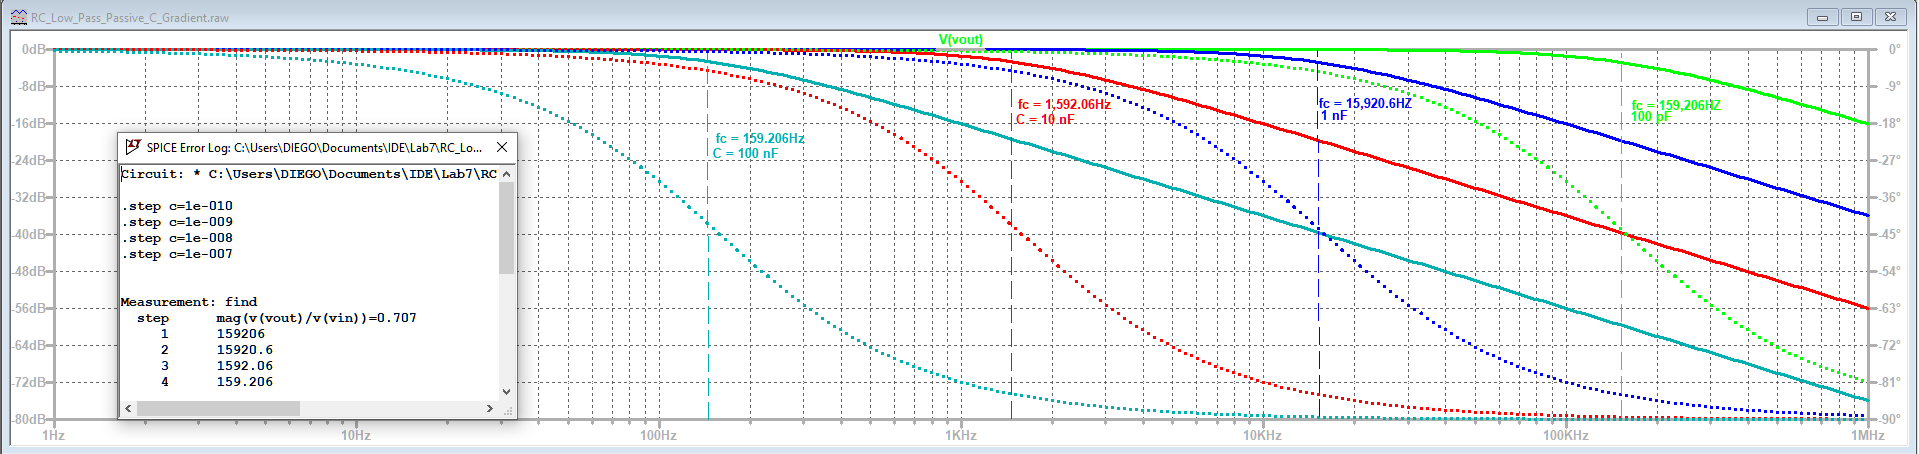 RC_Low_Pass_Passive_C_Gradient.raw
V(vout)
0dB
-8dB
-16dB
-24dB
-32dB
-40dB
-48dB
-56dB
-64dB
-72dB
-80dB
0°
-9°
-18°
-27°
-36°
-45°
-54°
-63°
-72°
-81°
-90°
1Hz
10Hz
100Hz
1KHz
10KHz
100KHz
1MHz
fc = 159.206Hz
C = 100 nF
fc = 1,592.06Hz
C = 10 nF
fc = 15,920.6HZ
1 nF
fc = 159,206HZ
100 pF
SPICE Error Log: C:\Users\DIEGO\Documents\IDE\Lab7\RC_Lo...
Circuit: * C:\Users\DIEGO\Documents\IDE\Lab7\RC
.step c=1e-010
.step c=1e-009
.step c=1e-008
.step c=1e-007
Measurement: find
step mag(v(vout)/v(vin))=0.707
1 159206
2 15920.6
3 1592.06
4 159.206